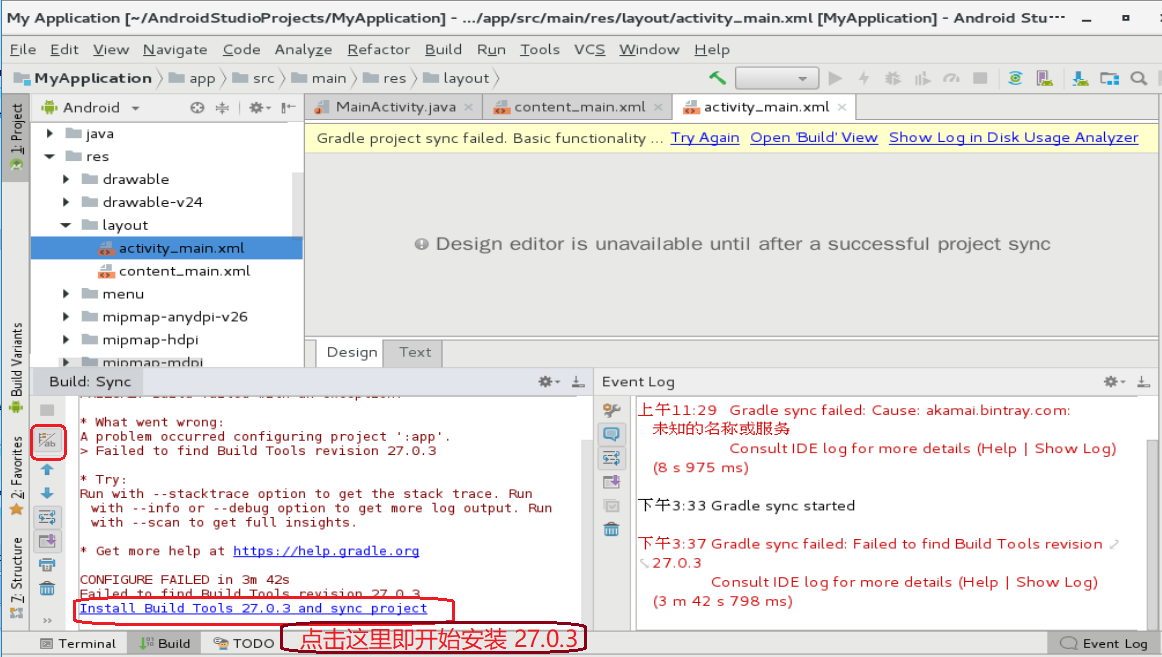 My Application [~/AndroidStudioProjects/MyApplication] - .../app/src/main/res/layout/activity_main.xml [MyApplication] - Android Stu···
File Edit View Navigate Code Analyze Refactor Build Run Tools VCS Window Help
MyApplication app src main res layout
1: Project
Android
MainActivity.java content_main.xml activity_main.xml
java
res
drawable
drawable-v24
layout
activity_main.xml
content_main.xml
menu
mipmap-anydpi-v26
mipmap-hdpi
mipmap-mdpi
Gradle project sync failed. Basic functionality ... Try Again Open 'Build' View Show Log in Disk Usage Analyzer
Design editor is unavailable until after a successful project sync
Design Text
Build Variants
2: Favorites
7: Structure
Build: Sync
FAILURE: Build failed with an exception.
* What went wrong:
A problem occurred configuring project ':app'.
> Failed to find Build Tools revision 27.0.3
* Try:
Run with --stacktrace option to get the stack trace. Run
with --info or --debug option to get more log output. Run
with --scan to get full insights.
* Get more help at https://help.gradle.org
CONFIGURE FAILED in 3m 42s
Failed to find Build Tools revision 27.0.3
Install Build Tools 27.0.3 and sync project
Event Log
上午11:29 Gradle sync failed: Cause: akamai.bintray.com:
未知的名称或服务
Consult IDE log for more details (Help | Show Log)
(8 s 975 ms)
下午3:33 Gradle sync started
下午3:37 Gradle sync failed: Failed to find Build Tools revision
27.0.3
Consult IDE log for more details (Help | Show Log)
(3 m 42 s 798 ms)
Terminal Build TODO
点击这里即开始安装 27.0.3
Event Log